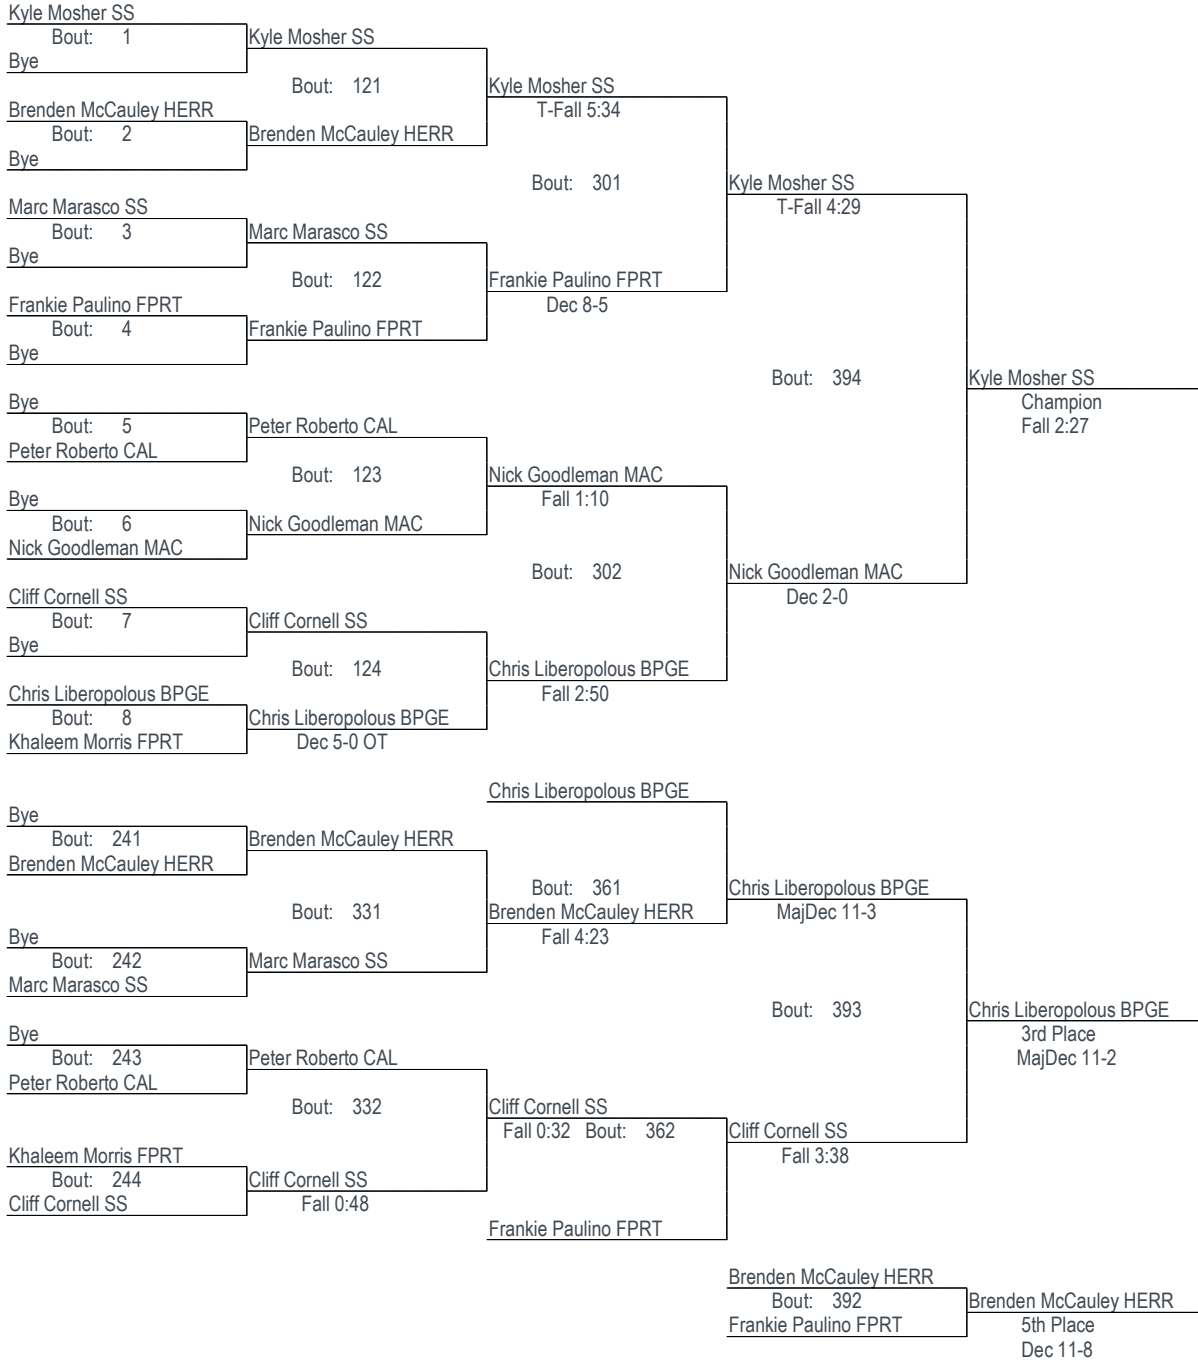 Kyle Mosher SS
Bout: 1
Bye
Kyle Mosher SS
Bout: 121
Brenden McCauley HERR
Bout: 2
Bye
Brenden McCauley HERR
Kyle Mosher SS
T-Fall 5:34
Bout: 301
Marc Marasco SS
Bout: 3
Bye
Marc Marasco SS
Bout: 122
Frankie Paulino FPRT
Bout: 4
Bye
Frankie Paulino FPRT
Frankie Paulino FPRT
Dec 8-5
Kyle Mosher SS
T-Fall 4:29
Bout: 394
Bye
Bout: 5
Peter Roberto CAL
Peter Roberto CAL
Bout: 123
Bye
Bout: 6
Nick Goodleman MAC
Nick Goodleman MAC
Nick Goodleman MAC
Fall 1:10
Bout: 302
Cliff Cornell SS
Bout: 7
Bye
Cliff Cornell SS
Bout: 124
Chris Liberopolous BPGE
Bout: 8
Khaleem Morris FPRT
Chris Liberopolous BPGE
Dec 5-0 OT
Chris Liberopolous BPGE
Fall 2:50
Nick Goodleman MAC
Dec 2-0
Kyle Mosher SS
Champion
Fall 2:27
Chris Liberopolous BPGE
Bye
Bout: 241
Brenden McCauley HERR
Brenden McCauley HERR
Bout: 331
Bye
Bout: 242
Marc Marasco SS
Marc Marasco SS
Bout: 361
Brenden McCauley HERR
Fall 4:23
Chris Liberopolous BPGE
MajDec 11-3
Bout: 393
Bye
Bout: 243
Peter Roberto CAL
Peter Roberto CAL
Bout: 332
Khaleem Morris FPRT
Bout: 244
Cliff Cornell SS
Cliff Cornell SS
Fall 0:48
Cliff Cornell SS
Fall 0:32 Bout: 362
Frankie Paulino FPRT
Cliff Cornell SS
Fall 3:38
Chris Liberopolous BPGE
3rd Place
MajDec 11-2
Brenden McCauley HERR
Bout: 392
Frankie Paulino FPRT
Brenden McCauley HERR
5th Place
Dec 11-8